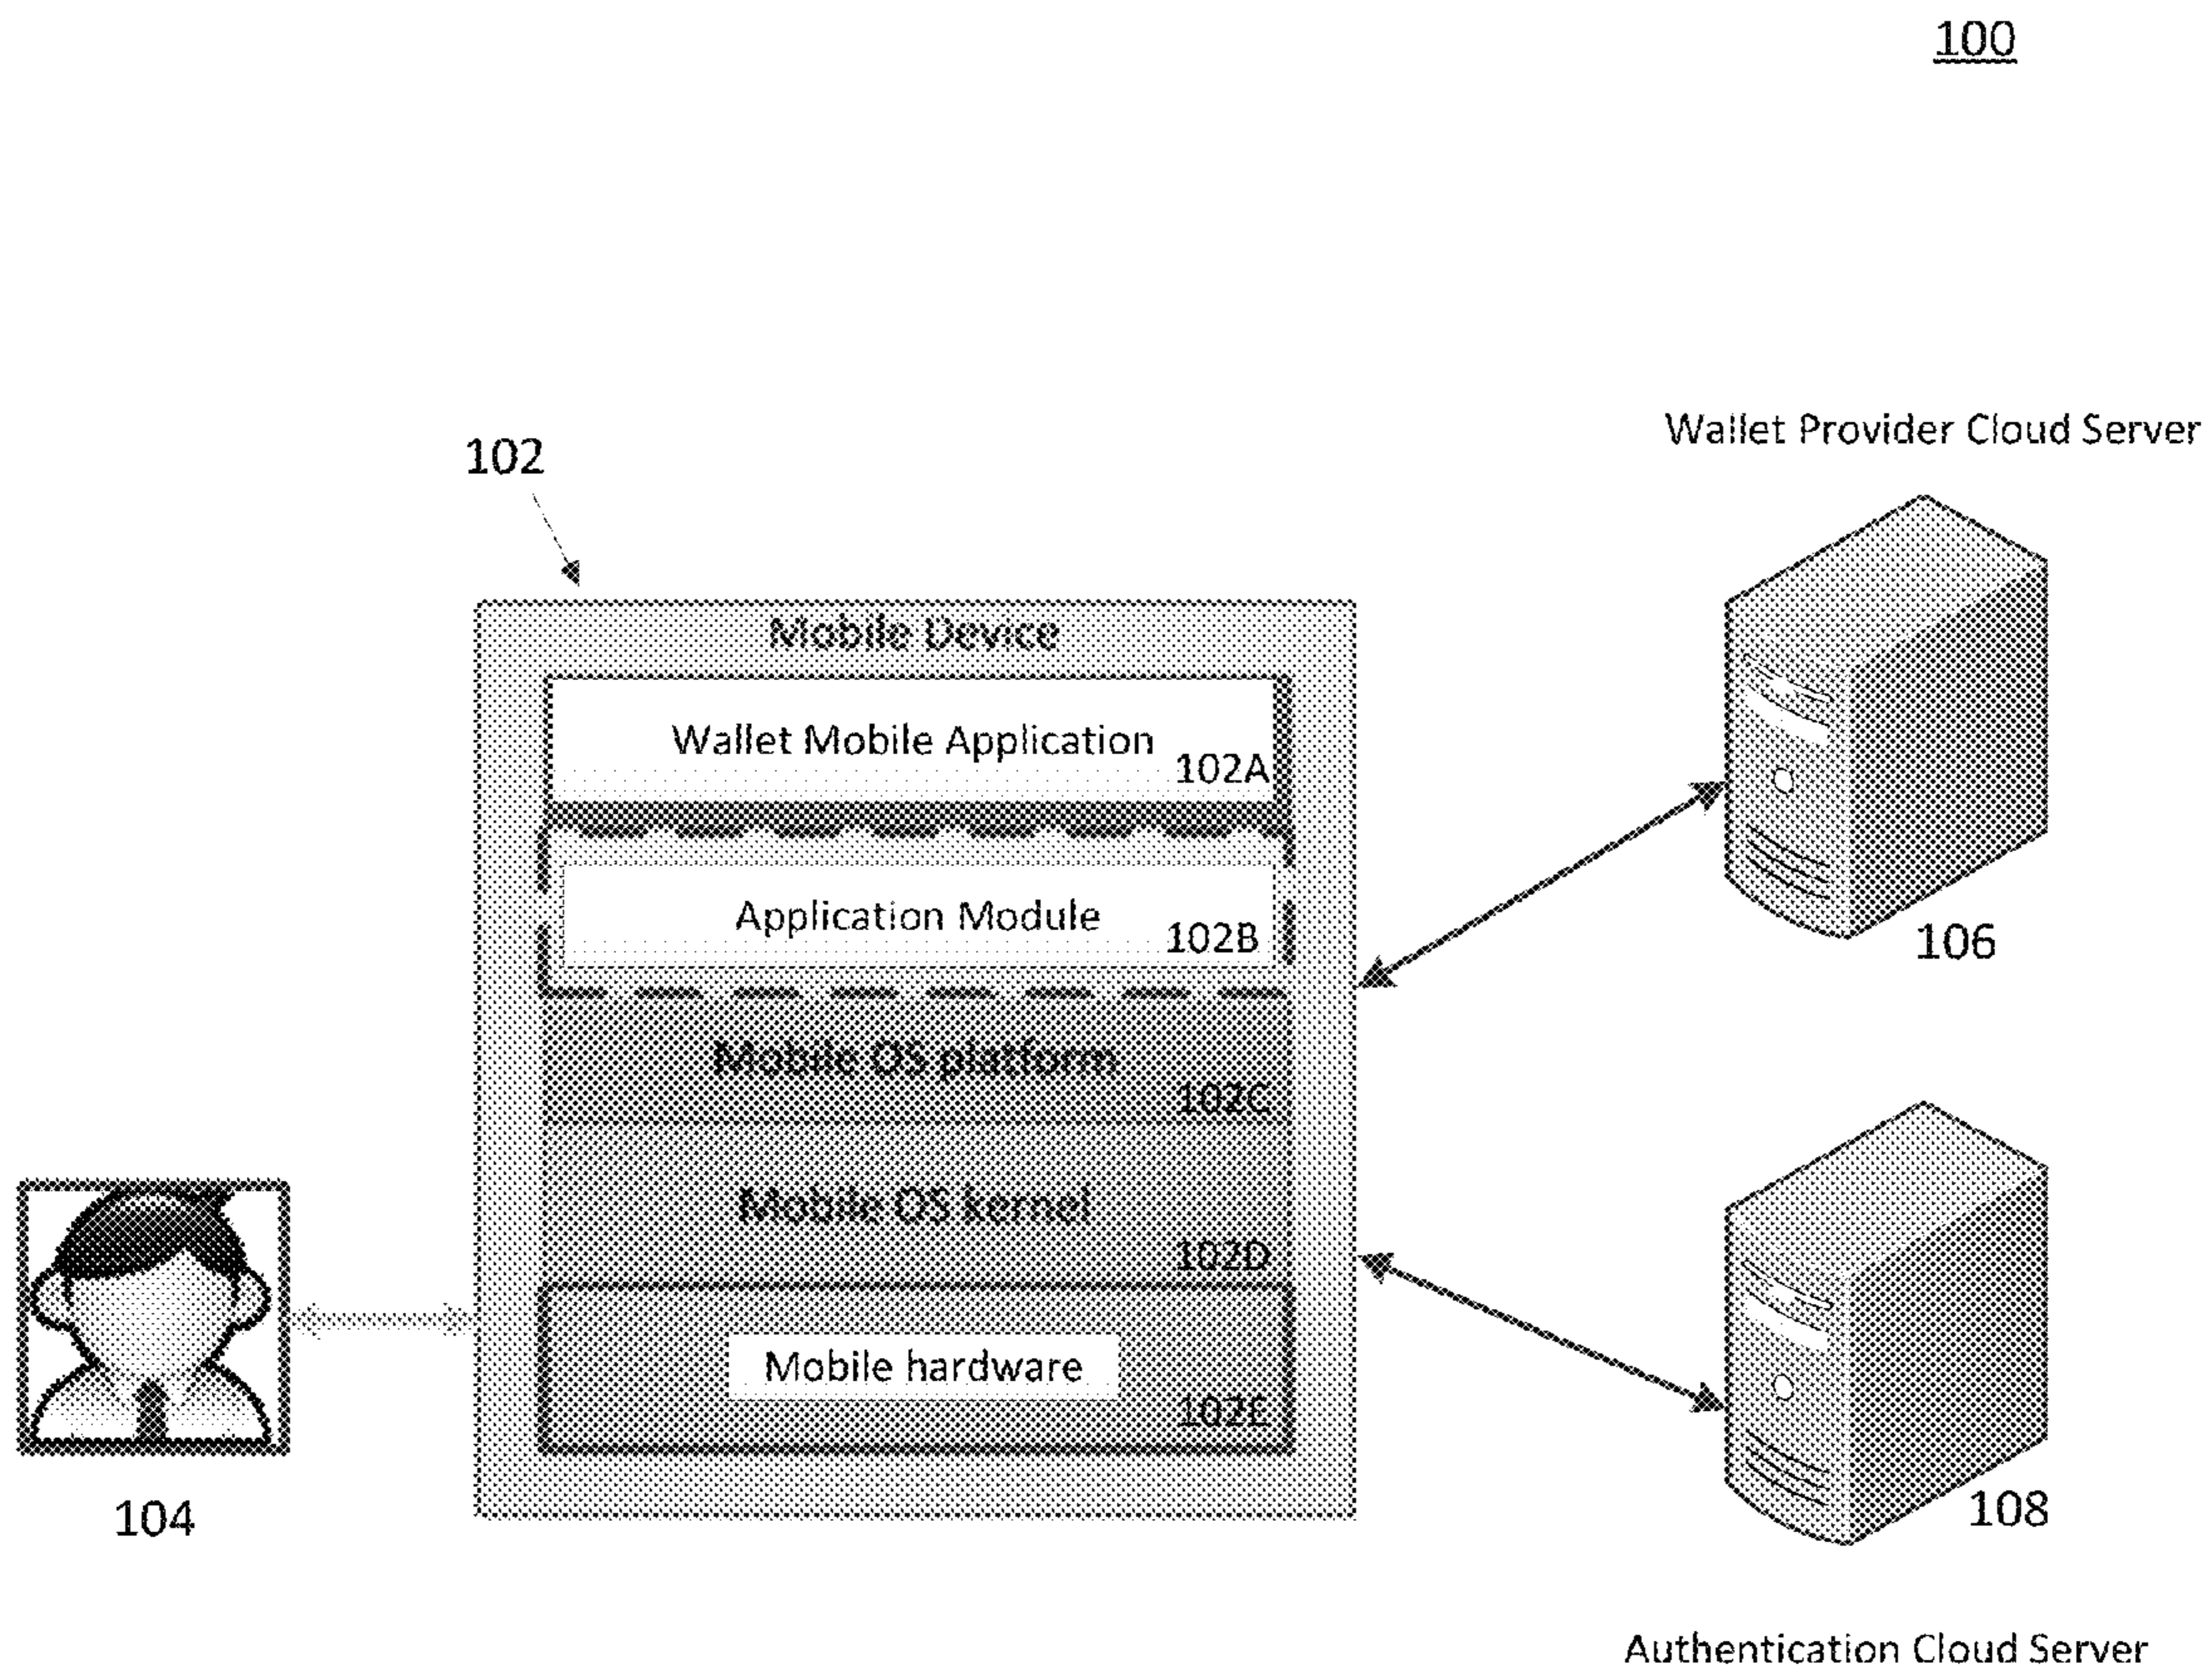 100
Wallet Provider Cloud Server
102
Mobile Device
Wallet Mobile Application
102A
Application Module
102B
106
Mobile OS platform
102C
Mobile OS kernel
102D
Mobile hardware
102E
104
108
Authentication Cloud Server